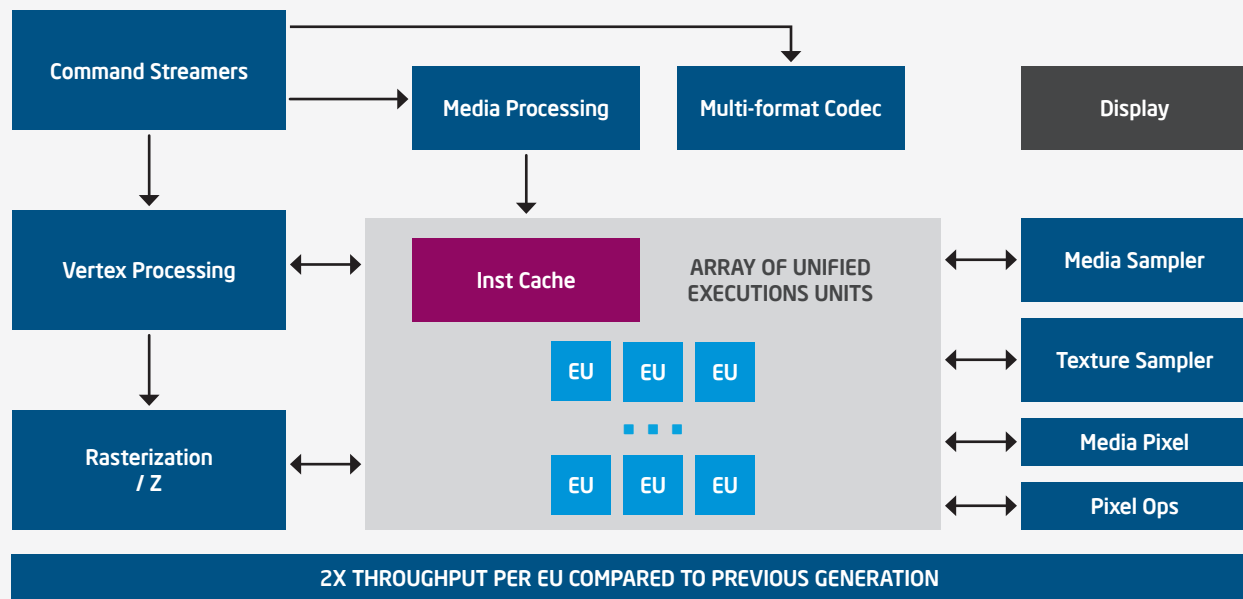 Command Streamers
Media Processing
Multi-format Codec
Display
Vertex Processing
Inst Cache
ARRAY OF UNIFIED
EXECUTIONS UNITS
Media Sampler
EU EU EU
Texture Sampler
Rasterization
/ Z
Media Pixel
EU EU EU
Pixel Ops
2X THROUGHPUT PER EU COMPARED TO PREVIOUS GENERATION